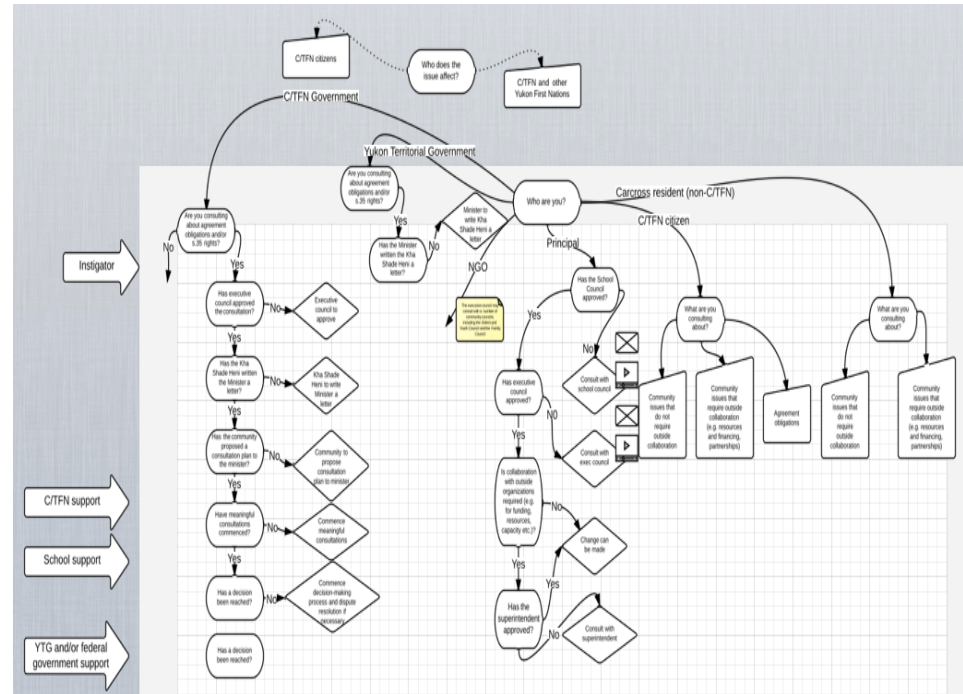 C/TFN citizens
Who does the
issue affect?
C/TFN and other
Yukon First Nations
C/TFN Government
Yukon Territorial Government
Are you consulting
about agreement
obligations and/or
s.35 rights?
Who are you?
Carcross resident (non-C/TFN)
C/TFN citizen
Minister to
write Kha
Shade Heni a
letter
Are you consulting
about agreement
obligations and/or
s.35 rights?
Yes
No
Has the Minister
written the Kha
Shade Heni a
letter?
Principal
NGO
No
Yes
Instigator
Has the School
Council
approved?
Has executive
council approved
the consultation?
No
Executive
council to
approve
What are you
consulting
about?
What are you
consulting
about?
Yes
Yes
No
Has the Kha
Shade Heni written
the Minister a
letter?
No
Kha Shade
Heni to write
Minister a
letter
Has executive
council
approved?
Consult with
school council
Community
issues that
do not
require
outside
collaboration
Community
issues that
require outside
collaboration
(e.g. resources
and financing,
partnerships)
Agreement
obligations
Community
issues that
do not
require
outside
collaboration
Community
issues that
require outside
collaboration
(e.g. resources
and financing,
partnerships)
Yes
N0
Yes
Has the community
proposed a
consultation plan to
the minister?
No
Community to
propose
consultation
plan to minister
Consult with
exec council
Is collaboration
with outside
organizations
required (e.g.
for funding,
resources,
capacity etc.)?
No
Yes
C/TFN support
Have meaningful
consultations
commenced?
No
Commence
meaningful
consultations
Change can
be made
School support
Yes
Yes
Yes
Has a decision
been reached?
No
Commence
decision-making
process and dispute
resolution if
necessary
Has the
superintendent
approved?
No
Consult with
superintendent
YTG and/or federal
government support
Has a decision
been reached?